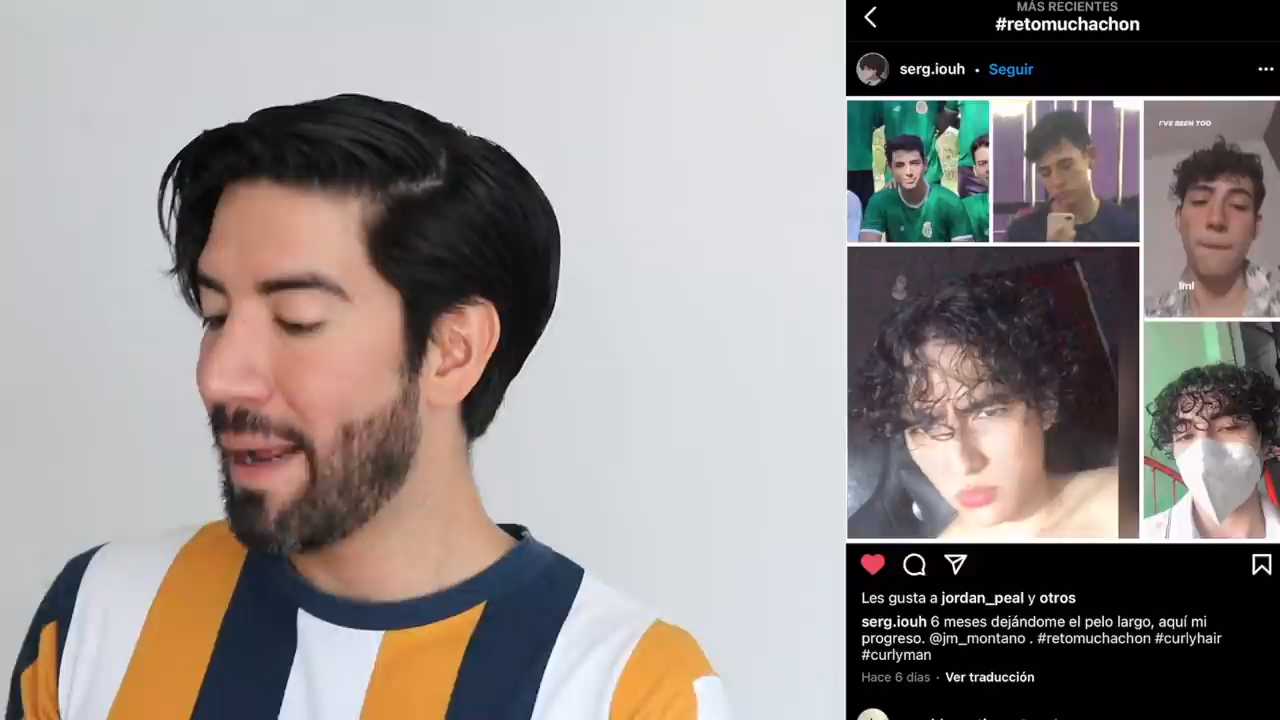 MÁS RECIENTES
#retomuchachon
serg.iouh • Seguir
I'VE BEEN TOO
lml
Les gusta a jordan_peal y otros
serg.iouh 6 meses dejándome el pelo largo, aquí mi
progreso. @jm_montano . #retomuchachon #curlyhair
#curlyman
Hace 6 días · Ver traducción